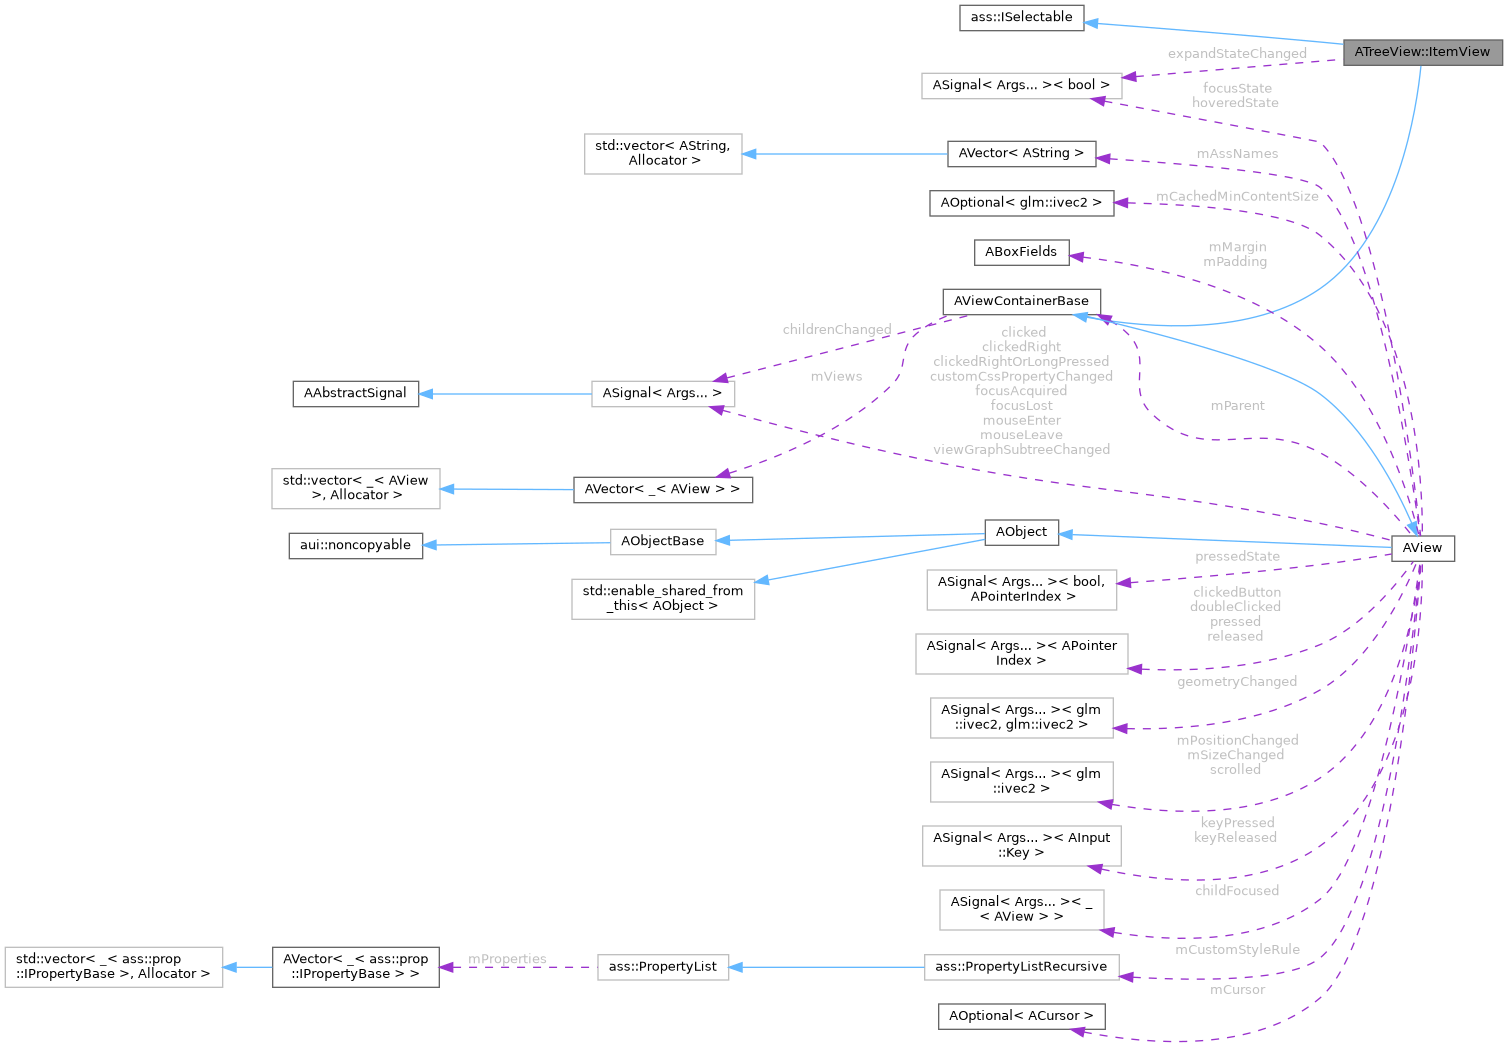 ass::ISelectable
ATreeView::ItemView
expandStateChanged
ASignal< Args... >< bool >
focusState
hoveredState
std::vector< AString,
Allocator >
AVector< AString >
mAssNames
AOptional< glm::ivec2 >
mCachedMinContentSize
ABoxFields
mMargin
mPadding
AViewContainerBase
childrenChanged
mViews
clicked
clickedRight
clickedRightOrLongPressed
customCssPropertyChanged
focusAcquired
focusLost
mouseEnter
mouseLeave
viewGraphSubtreeChanged
mParent
AAbstractSignal
ASignal< Args... >
std::vector< _< AView
>, Allocator >
AVector< _< AView > >
aui::noncopyable
AObjectBase
AObject
AView
std::enable_shared_from
_this< AObject >
pressedState
ASignal< Args... >< bool,
APointerIndex >
clickedButton
doubleClicked
pressed
released
ASignal< Args... >< APointer
Index >
geometryChanged
ASignal< Args... >< glm
::ivec2, glm::ivec2 >
mPositionChanged
mSizeChanged
scrolled
ASignal< Args... >< glm
::ivec2 >
keyPressed
keyReleased
ASignal< Args... >< AInput
::Key >
childFocused
ASignal< Args... >< _
< AView > >
mCustomStyleRule
std::vector< _< ass::prop
::IPropertyBase >, Allocator >
AVector< _< ass::prop
::IPropertyBase > >
mProperties
ass::PropertyList
ass::PropertyListRecursive
mCursor
AOptional< ACursor >